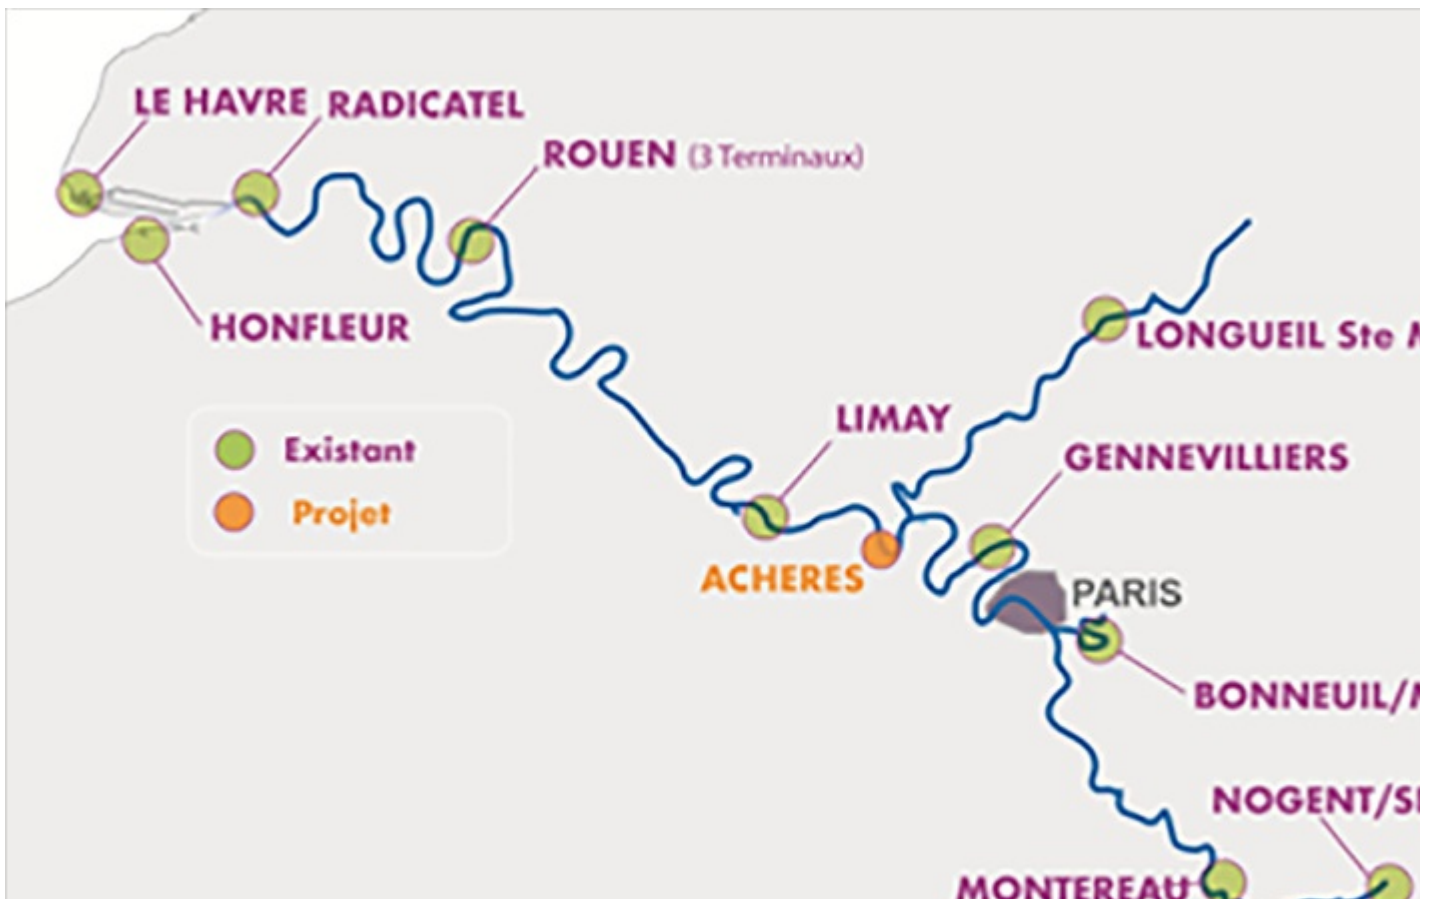 LE HAVRE
RADICATEL
ROUEN (3 Terminaux)
HONFLEUR
LONGUEIL Ste
LIMAY
GENNEVILLIERS
Existant
Projet
ACHERES
PARIS
BONNEUIL/
NOGENT/
MONTEREAU